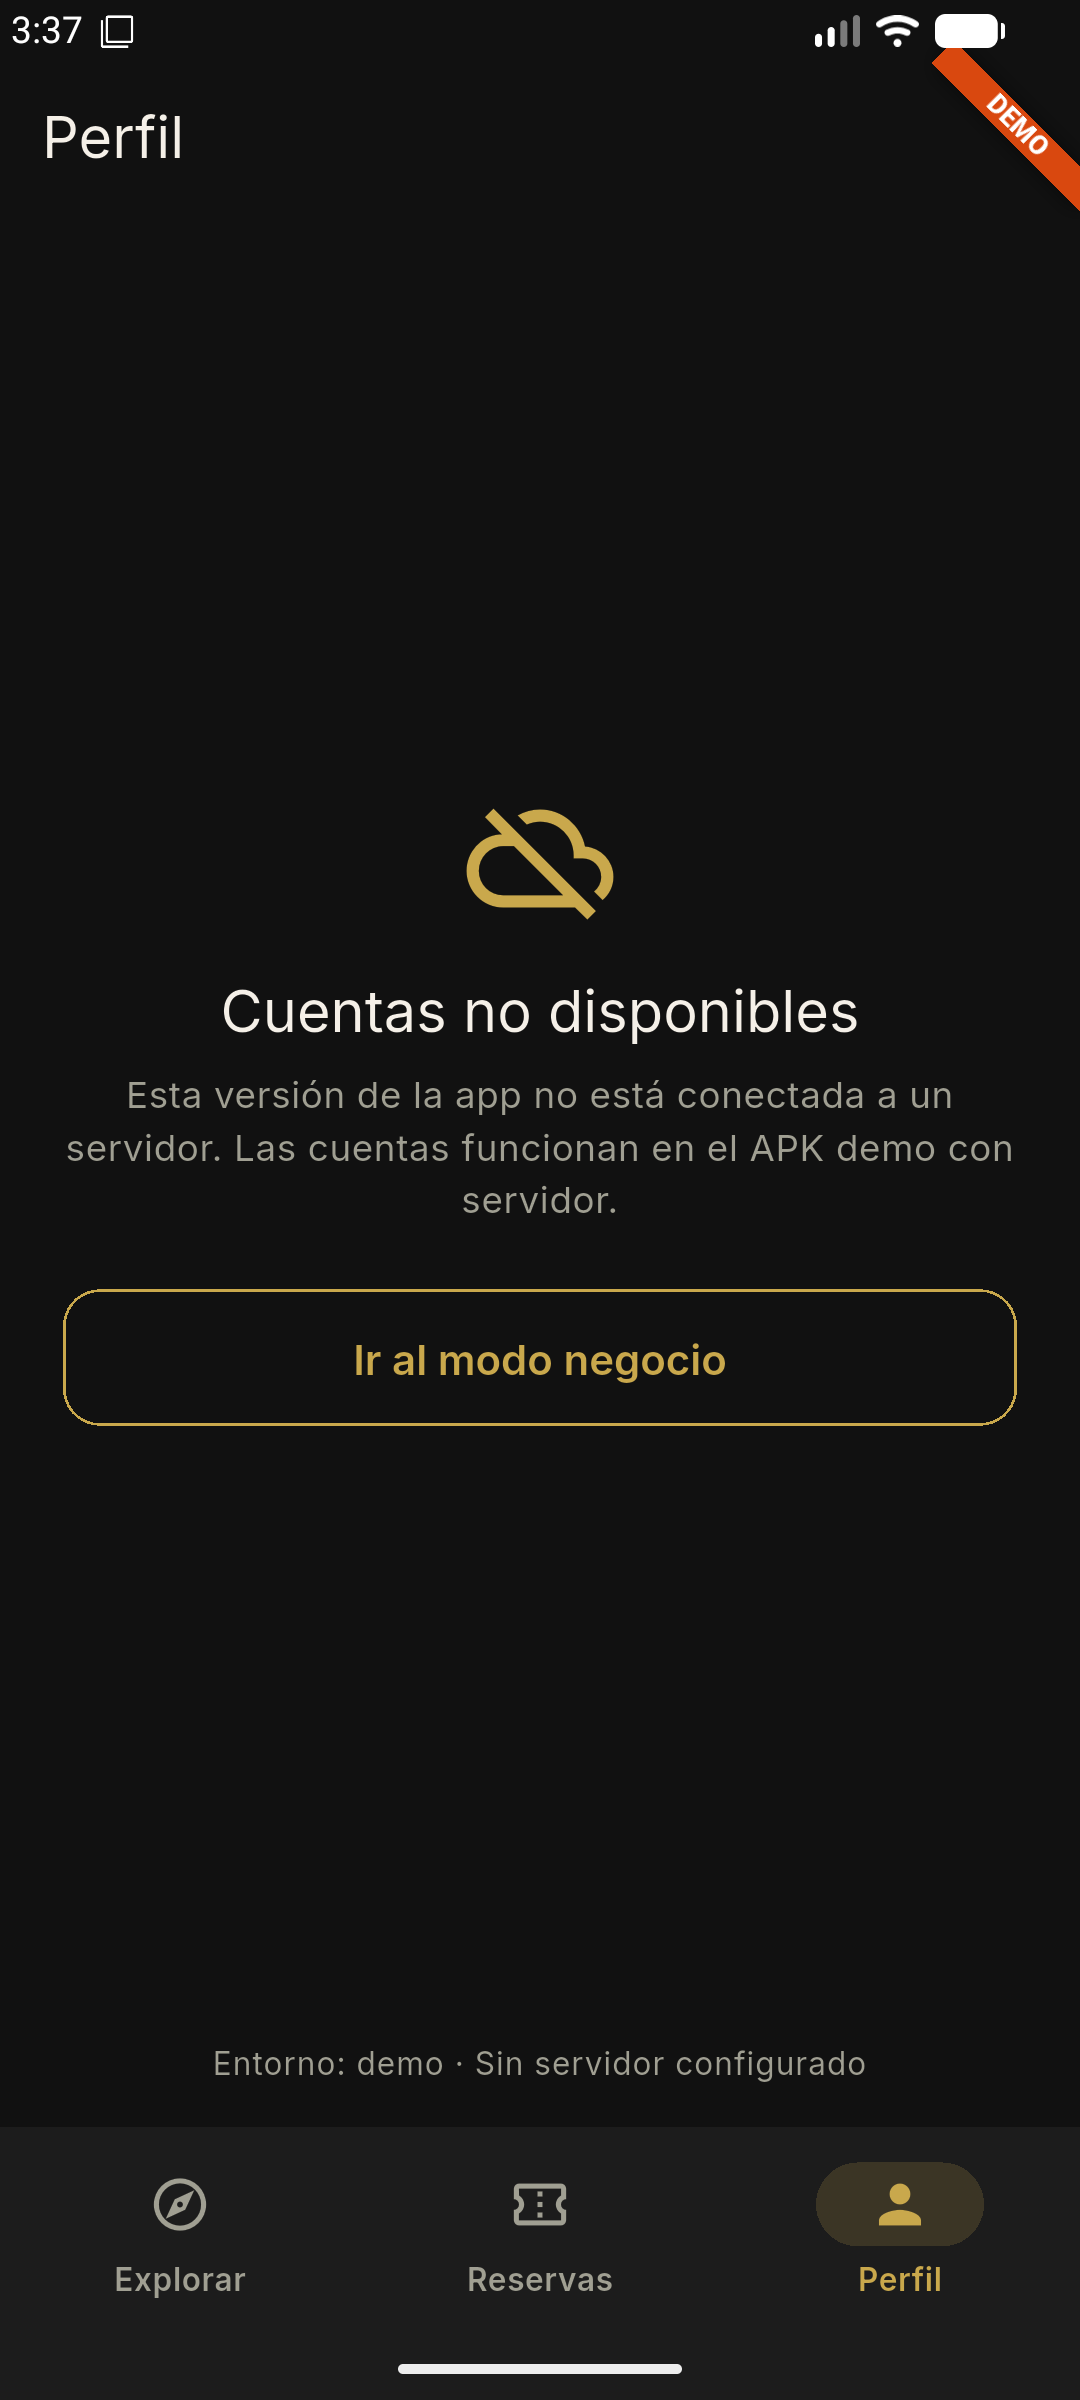 3:37
DEMO
Perfil
Cuentas no disponibles
Esta versión de la app no está conectada a un
servidor. Las cuentas funcionan en el APK demo con
servidor.
Ir al modo negocio
Entorno: demo · Sin servidor configurado
Explorar
Reservas
Perfil